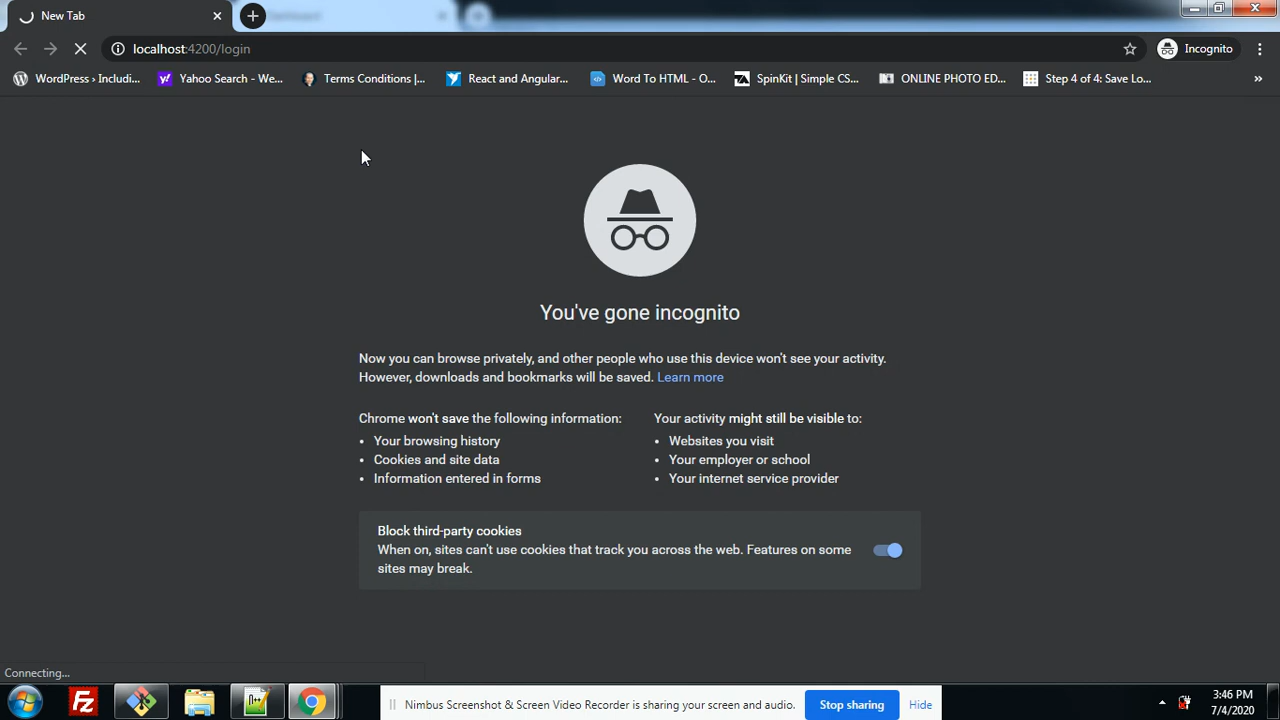 New Tab
Dashboard
localhost:4200/login
Incognito
WordPress › Includi...
Yahoo Search - We...
Terms Conditions |...
React and Angular...
Word To HTML - O...
SpinKit | Simple CS...
ONLINE PHOTO ED...
Step 4 of 4: Save Lo...
»
You've gone incognito
Now you can browse privately, and other people who use this device won't see your activity.
However, downloads and bookmarks will be saved. Learn more
Chrome won't save the following information:
• Your browsing history
• Cookies and site data
• Information entered in forms
Your activity might still be visible to:
• Websites you visit
• Your employer or school
• Your internet service provider
Block third-party cookies
When on, sites can't use cookies that track you across the web. Features on some
sites may break.
Connecting...
Nimbus Screenshot & Screen Video Recorder is sharing your screen and audio.
Stop sharing
Hide
3:46 PM
7/4/2020